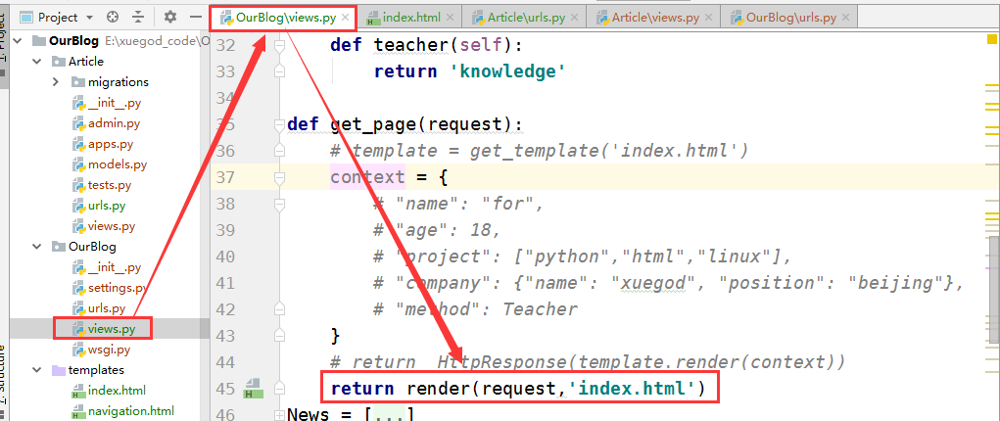 1: Project
Project
OurBlog\views.py
index.html
Article\urls.py
Article\views.py
OurBlog\urls.py
OurBlog E:\xuegod_code\O
Article
migrations
__init__.py
admin.py
apps.py
models.py
tests.py
urls.py
views.py
OurBlog
__init__.py
settings.py
urls.py
views.py
wsgi.py
templates
index.html
navigation.html
7: Structure
32 def teacher(self):
33 return 'knowledge'
34
35 def get_page(request):
36 # template = get_template('index.html')
37 context = {
38 # "name": "for",
39 # "age": 18,
40 # "project": ["python","html","linux"],
41 # "company": {"name": "xuegod", "position": "beijing"},
42 # "method": Teacher
43 }
44 # return HttpResponse(template.render(context))
45 return render(request,'index.html')
46 News = [...]